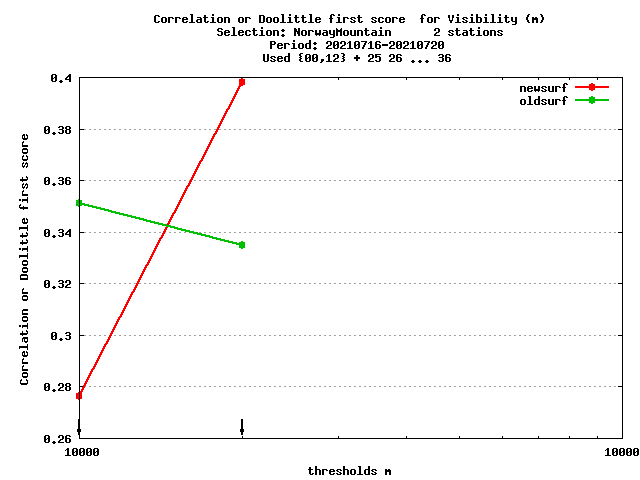 Correlation or Doolittle first score  for Visibility (m)
Selection: NorwayMountain      2 stations
Period: 20210716-20210720
Used {00,12} + 25 26 ... 36
newsurf
oldsurf
Correlation or Doolittle first score
0.4
0.38
0.36
0.34
0.32
0.3
0.28
0.26
10000
10000
thresholds m